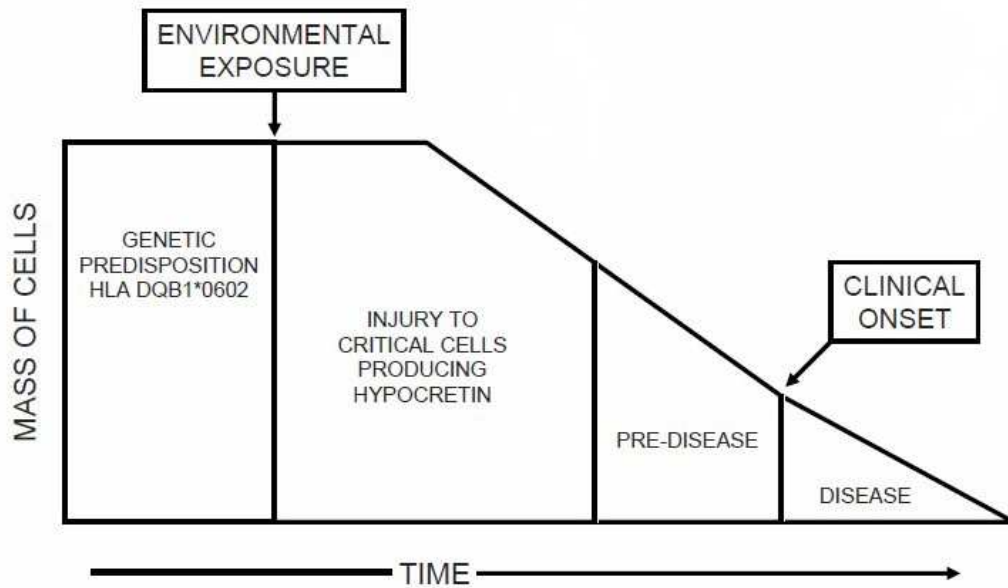 ENVIRONMENTAL
EXPOSURE
MASS OF CELLS
GENETIC
PREDISPOSITION
HLA DQB1*0602
INJURY TO
CRITICAL CELLS
PRODUCING
HYPOCRETIN
PRE-DISEASE
CLINICAL
ONSET
DISEASE
TIME